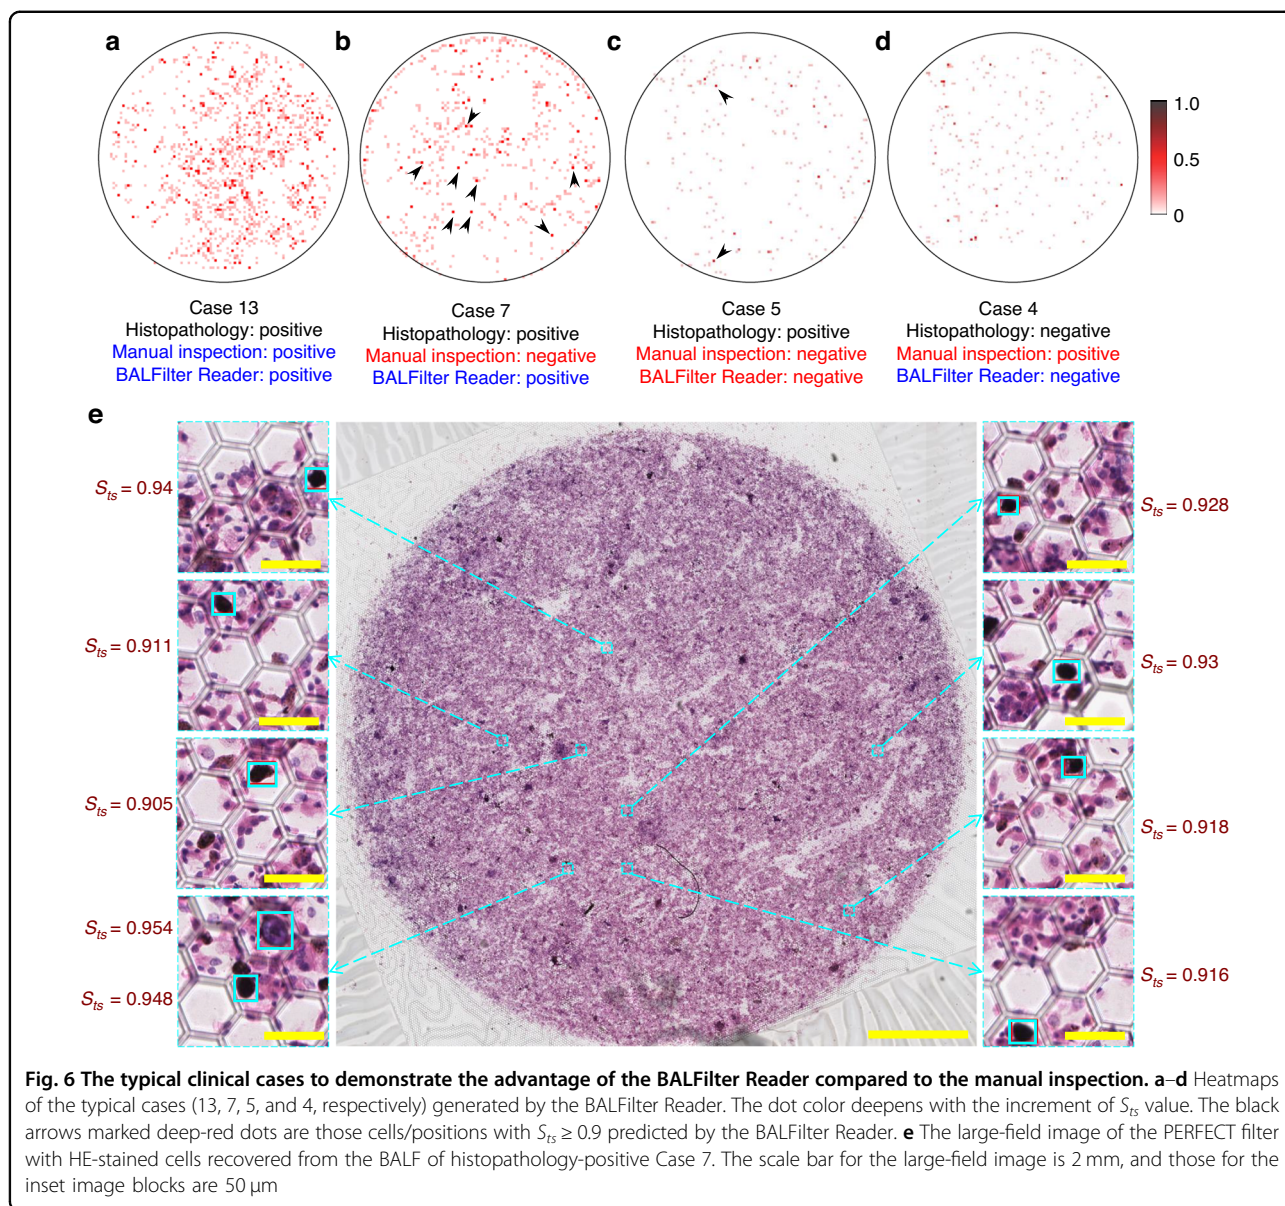 a
b
c
d
1.0
0.5
0
Case 13
Histopathology: positive
Manual inspection: positive
BALFilter Reader: positive
Case 7
Histopathology: positive
Manual inspection: negative
BALFilter Reader: positive
Case 5
Histopathology: positive
Manual inspection: negative
BALFilter Reader: negative
Case 4
Histopathology: negative
Manual inspection: positive
BALFilter Reader: negative
e
Sts = 0.94
Sts = 0.911
Sts = 0.905
Sts = 0.954
Sts = 0.948
Sts = 0.928
Sts = 0.93
Sts = 0.918
Sts = 0.916
Fig. 6 The typical clinical cases to demonstrate the advantage of the BALFilter Reader compared to the manual inspection. a–d Heatmaps
of the typical cases (13, 7, 5, and 4, respectively) generated by the BALFilter Reader. The dot color deepens with the increment of Sts value. The black
arrows marked deep-red dots are those cells/positions with Sts ≥ 0.9 predicted by the BALFilter Reader. e The large-field image of the PERFECT filter
with HE-stained cells recovered from the BALF of histopathology-positive Case 7. The scale bar for the large-field image is 2 mm, and those for the
inset image blocks are 50 μm